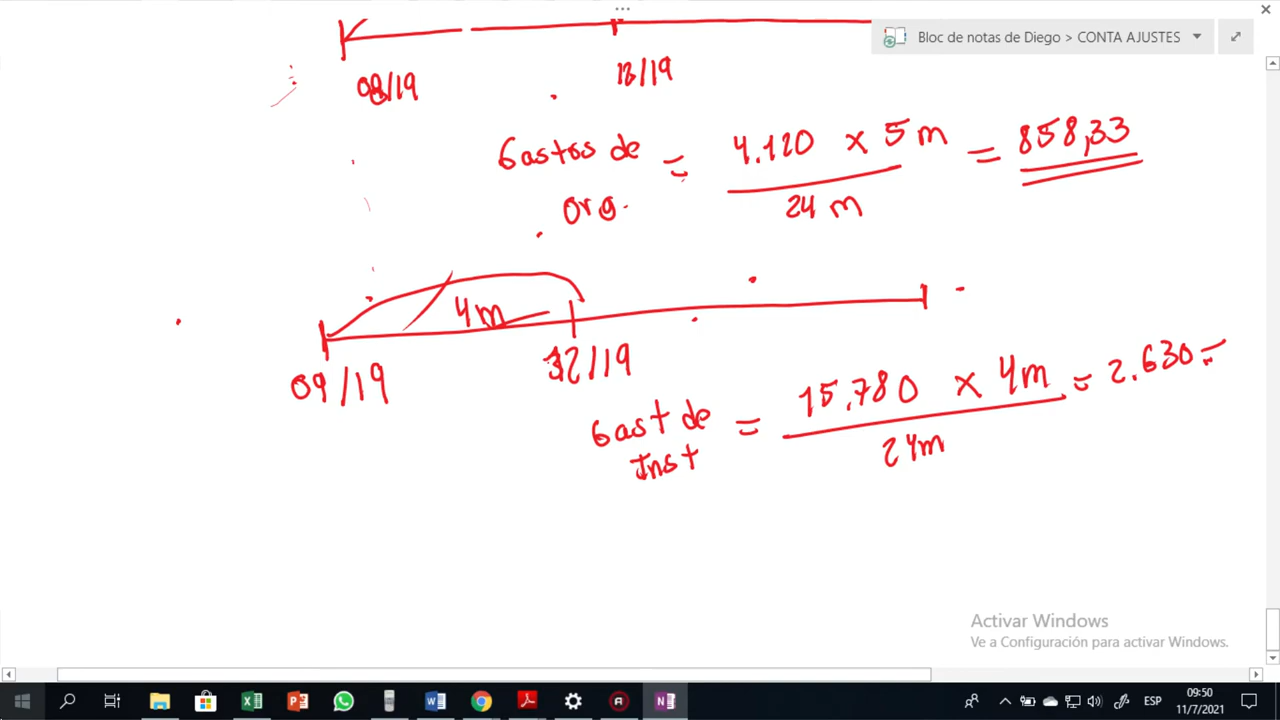 Bloc de notas de Diego > CONTA AJUSTES
08/19
12/19
Gastos de
Org.
= 4.120 x 5 m
24 m
= 858,33
4m
09/19
12/19
Gast de
Inst
= 15.780 x 4m
24m
= 2.630=
Activar Windows
Ve a Configuración para activar Windows.
ESP
09:50
11/7/2021